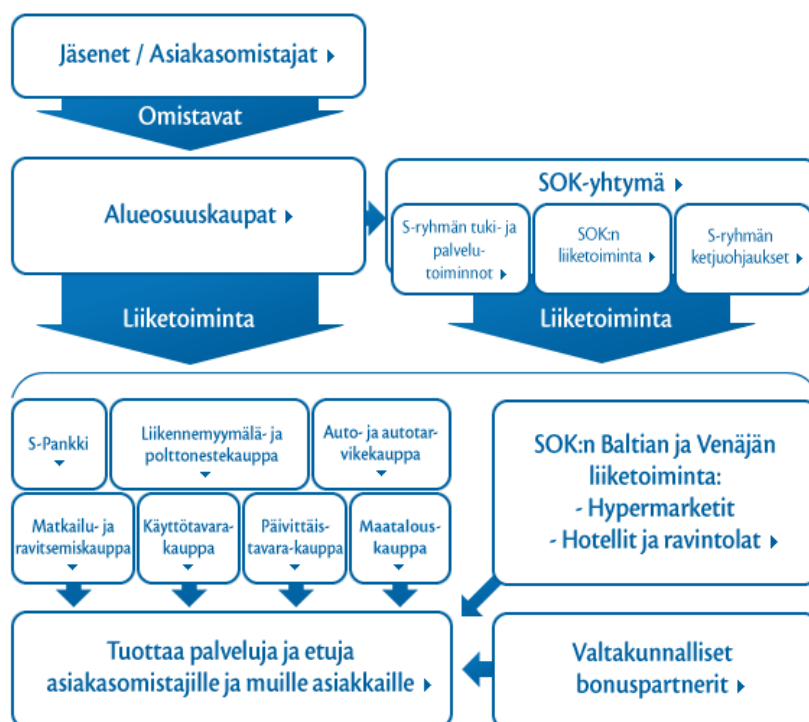 Jäsenet / Asiakasomistajat
Omistavat
Alueosuuskaupat
SOK-yhtymä
S-ryhmän tuki- ja
palvelu-
toiminnot
SOK:n
liiketoiminta
S-ryhmän
ketjuohjaukset
Liiketoiminta
Liiketoiminta
S-Pankki
Liikennemyymälä- ja
polttonestekauppa
Auto- ja autotar-
vikekauppa
Matkailu- ja
ravitsemiskauppa
Käyttötavara-
kauppa
Päivittäis-
tavara-kauppa
Maatalous-
kauppa
SOK:n Baltian ja Venäjän
liiketoiminta:
- Hypermarketit
- Hotellit ja ravintolat
Tuottaa palveluja ja etuja
asiakasomistajille ja muille asiakkaille
Valtakunnalliset
bonuspartnerit